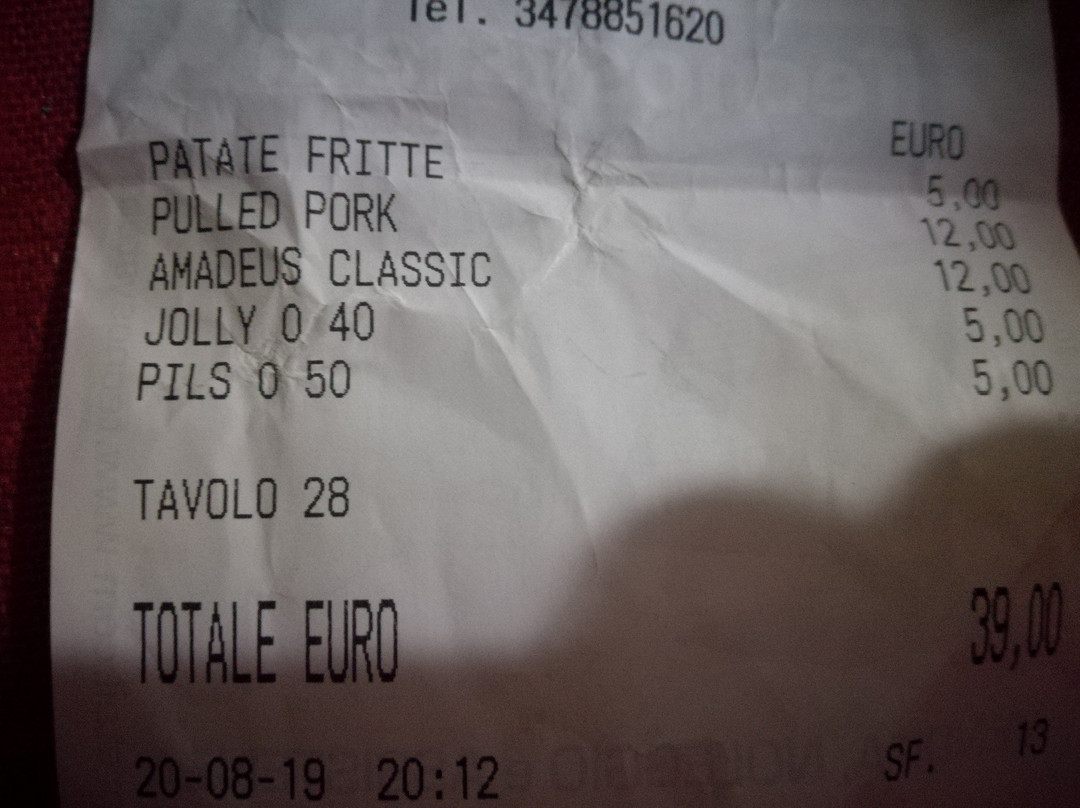 Tel. 3478851620
EURO
PATATE FRITTE 5,00
PULLED PORK 12,00
AMADEUS CLASSIC 12,00
JOLLY 0 40 5,00
PILS 0 50 5,00
TAVOLO 28
TOTALE EURO 39,00
20-08-19 20:12 SF. 13